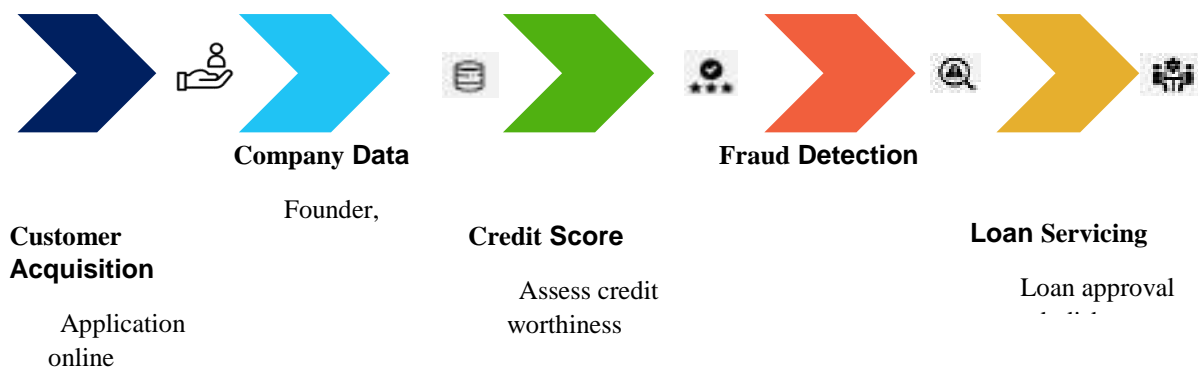 Company Data
Fraud Detection
Founder,
Customer
Acquisition
Credit Score
Loan Servicing
Assess credit
worthiness
Loan approval
Application
online